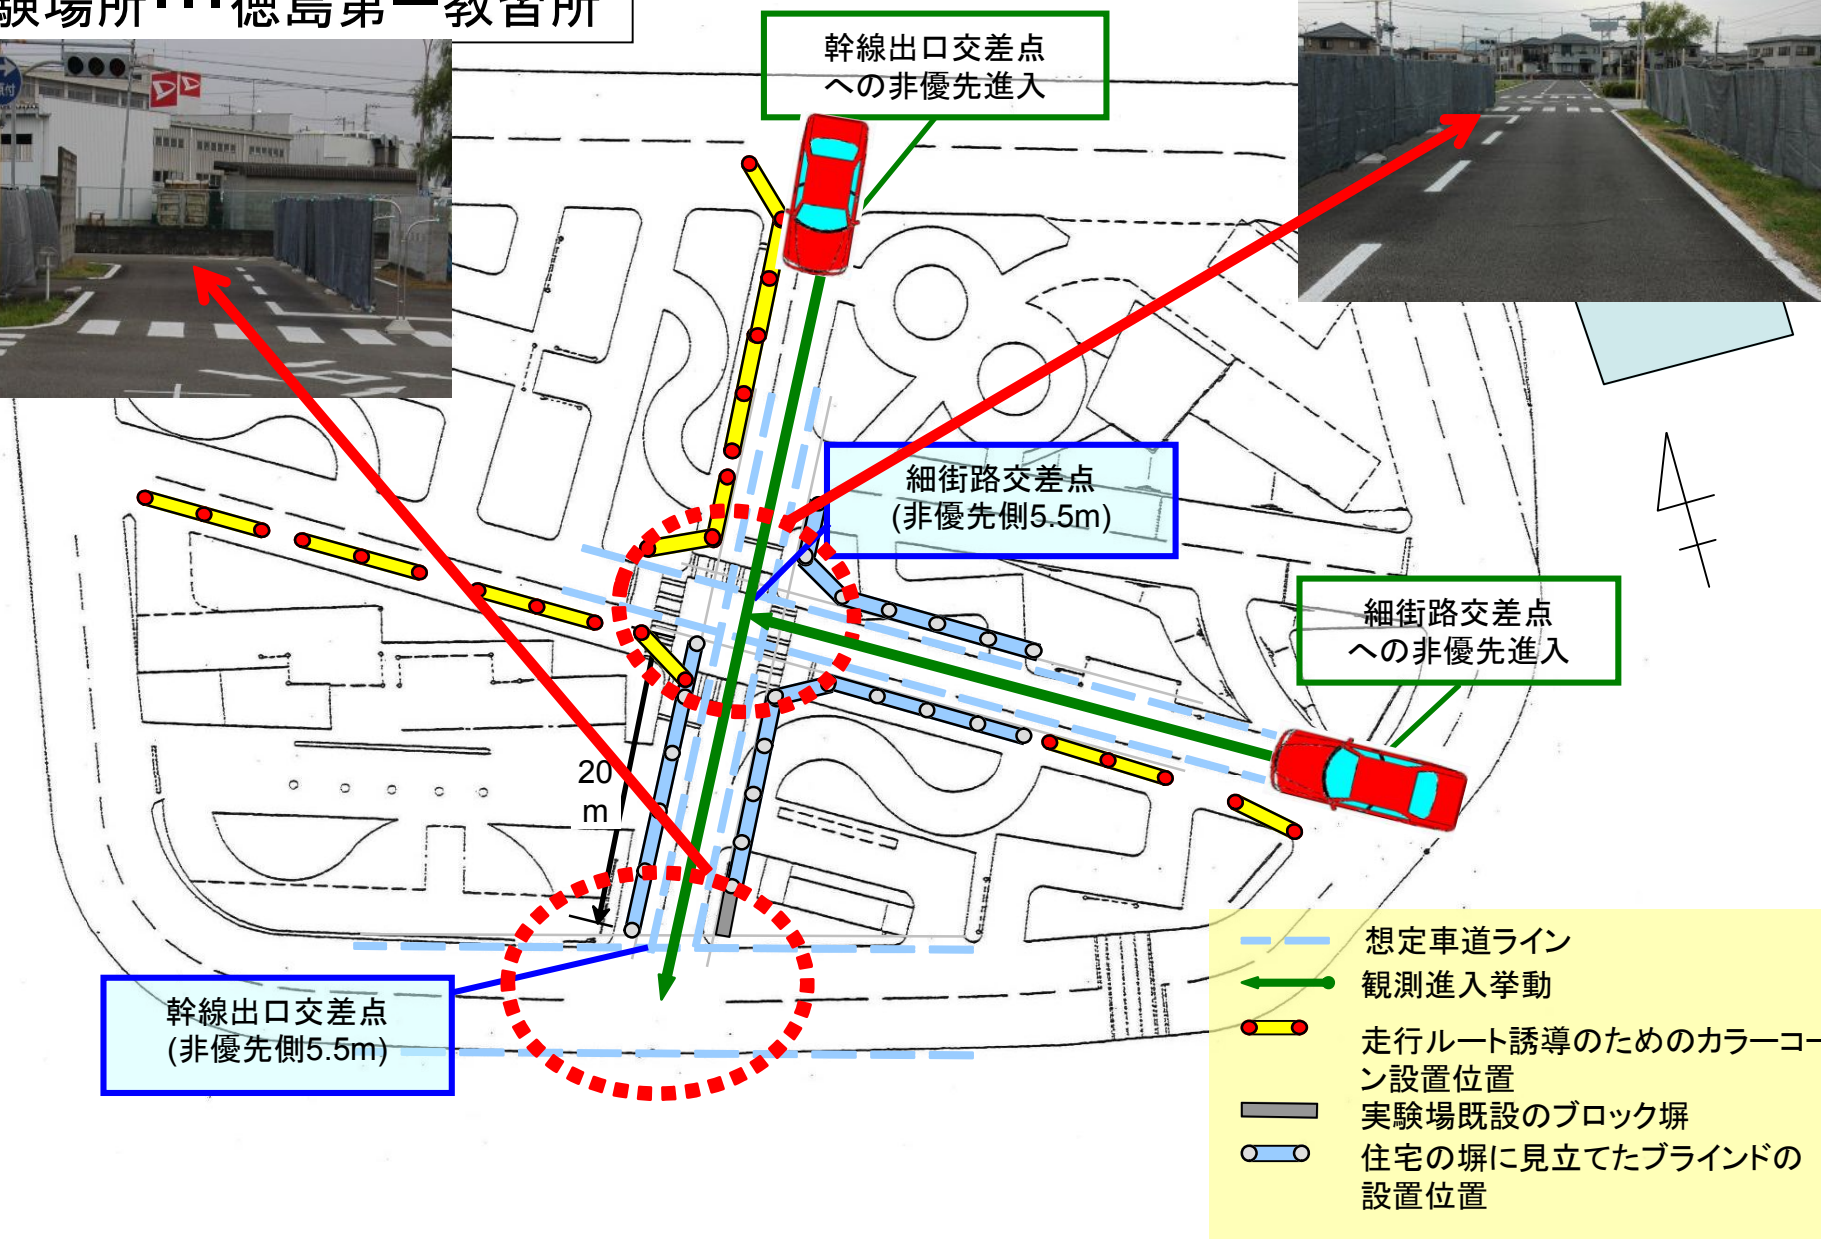 験場所･･･徳島第一教習所
幹線出口交差点
への非優先進入
細街路交差点
(非優先側5.5m)
細街路交差点
への非優先進入
20
m
幹線出口交差点
(非優先側5.5m)
想定車道ライン
観測進入挙動
走行ルート誘導のためのカラーコー
ン設置位置
実験場既設のブロック塀
住宅の塀に見立てたブラインドの
設置位置